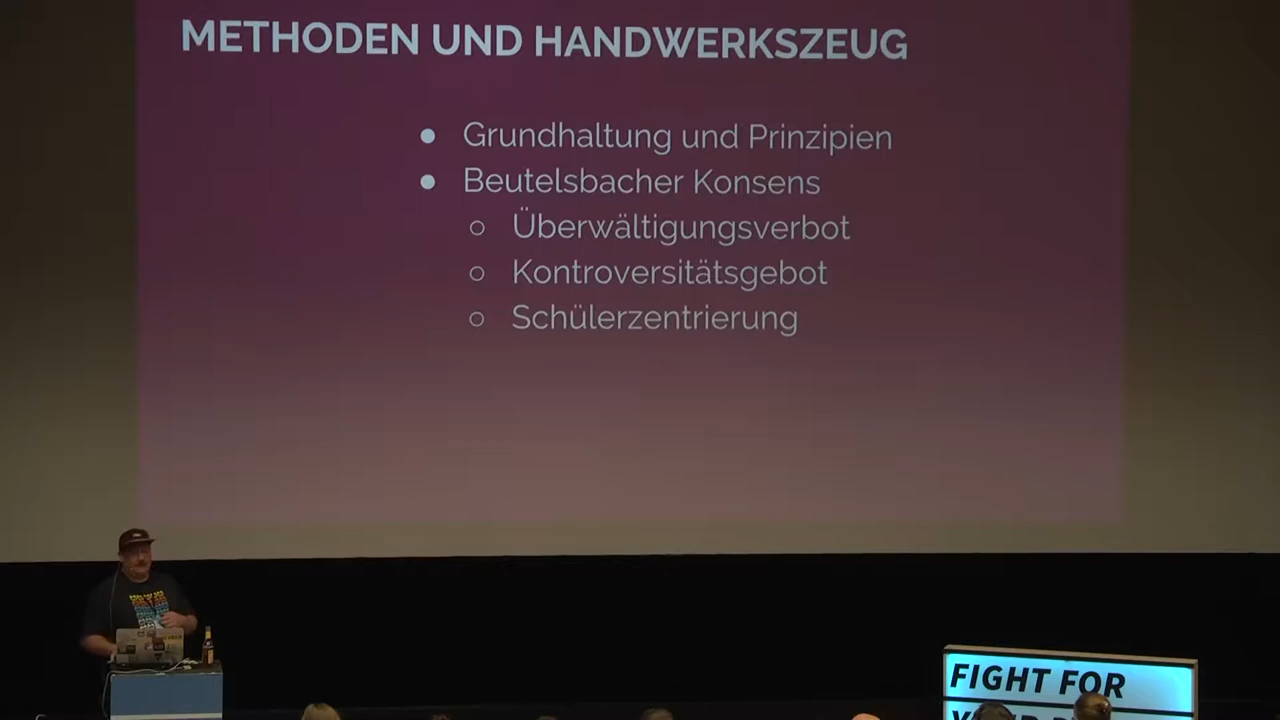 METHODEN UND HANDWERKSZEUG
● Grundhaltung und Prinzipien
● Beutelsbacher Konsens
○ Überwältigungsverbot
○ Kontroversitätsgebot
○ Schülerzentrierung
FIGHT FOR